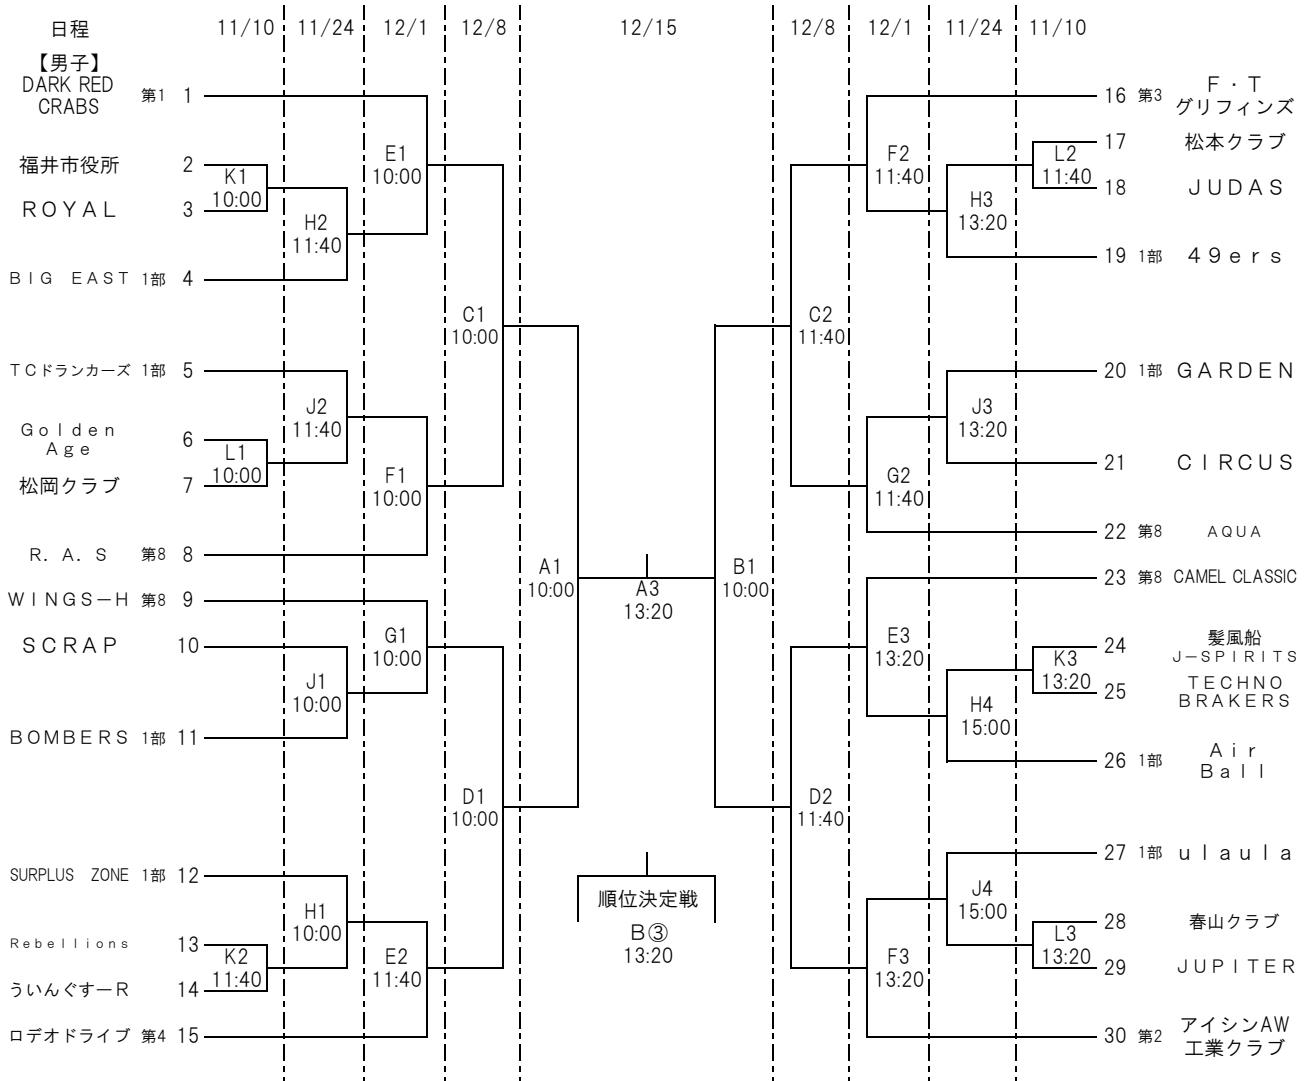 日程 11/10 11/24 12/1 12/8 12/15 12/8 12/1 11/24 11/10
【男子】
DARK RED
CRABS 第1 1
福井市役所 2
K1
10:00
ROYAL 3
H2
11:40
E1
10:00
BIG EAST 1部 4
C1
10:00
TCドランカーズ 1部 5
J2
11:40
Golden
Age 6
L1
10:00
松岡クラブ 7
F1
10:00
R.A.S 第8 8
A1
10:00
WINGS－H 第8 9
SCRAP 10
G1
10:00
J1
10:00
BOMBERS 1部 11
D1
10:00
SURPLUS ZONE 1部 12
H1
10:00
Rebellions 13
K2
11:40
ういんぐすーR 14
E2
11:40
ロデオドライブ 第4 15
A3
13:20
順位決定戦
B③
13:20
16 第3 F・T
グリフィンズ
17 松本クラブ
L2
11:40
18 JUDAS
F2
11:40
H3
13:20
19 1部 49ers
C2
11:40
20 1部 GARDEN
J3
13:20
21 CIRCUS
G2
11:40
22 第8 AQUA
B1
10:00
23 第8 CAMEL CLASSIC
24 髪風船
J－SPIRITS
K3
13:20
25 TECHNO
BRAKERS
E3
13:20
H4
15:00
26 1部 Air
Ball
D2
11:40
27 1部 ulaula
J4
15:00
28 春山クラブ
L3
13:20
29 JUPITER
F3
13:20
30 第2 アイシンAW
工業クラブ